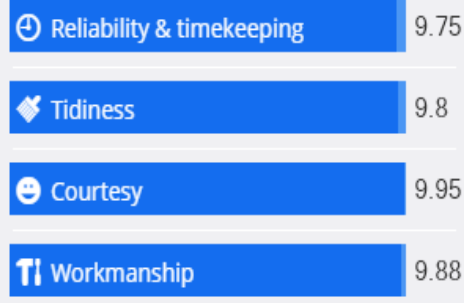 Reliability & timekeeping 9.75
Tidiness 9.8
Courtesy 9.95
Workmanship 9.88